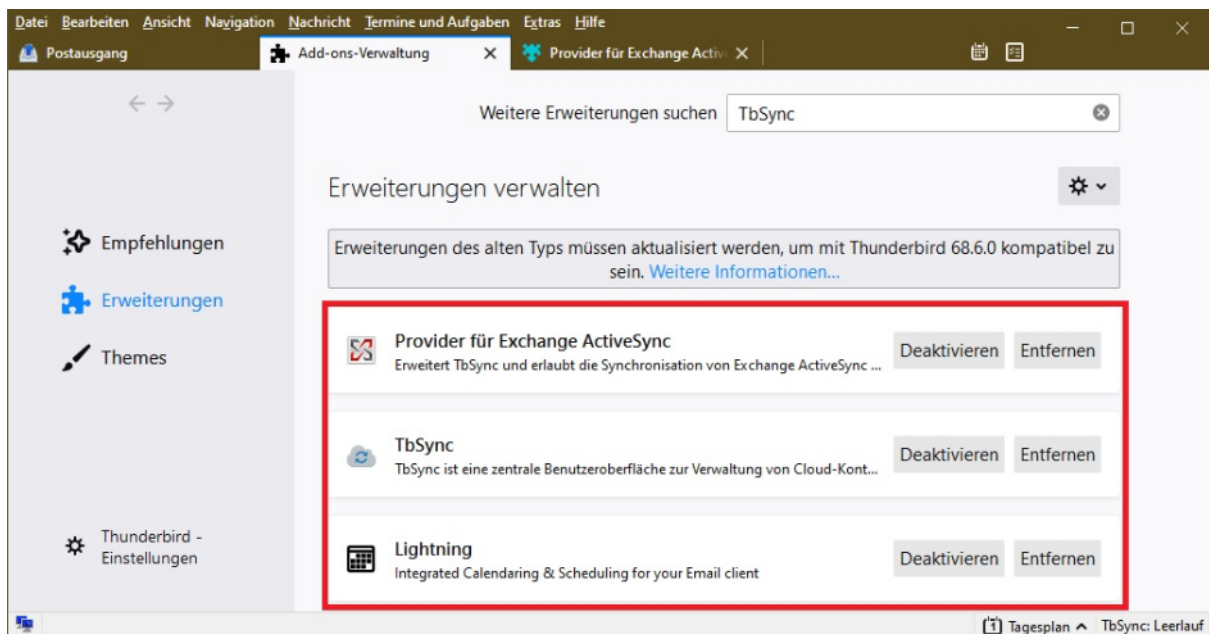 Datei Bearbeiten Ansicht Navigation Nachricht Termine und Aufgaben Extras Hilfe
Postausgang Add-ons-Verwaltung Provider für Exchange Activ
Weitere Erweiterungen suchen TbSync
Erweiterungen verwalten
Empfehlungen
Erweiterungen
Themes
Thunderbird -
Einstellungen
Erweiterungen des alten Typs müssen aktualisiert werden, um mit Thunderbird 68.6.0 kompatibel zu
sein. Weitere Informationen...
Provider für Exchange ActiveSync
Erweitert TbSync und erlaubt die Synchronisation von Exchange ActiveSync ...
Deaktivieren Entfernen
TbSync
TbSync ist eine zentrale Benutzeroberfläche zur Verwaltung von Cloud-Kont...
Deaktivieren Entfernen
Lightning
Integrated Calendaring & Scheduling for your Email client
Deaktivieren Entfernen
1 Tagesplan TbSync: Leerlauf